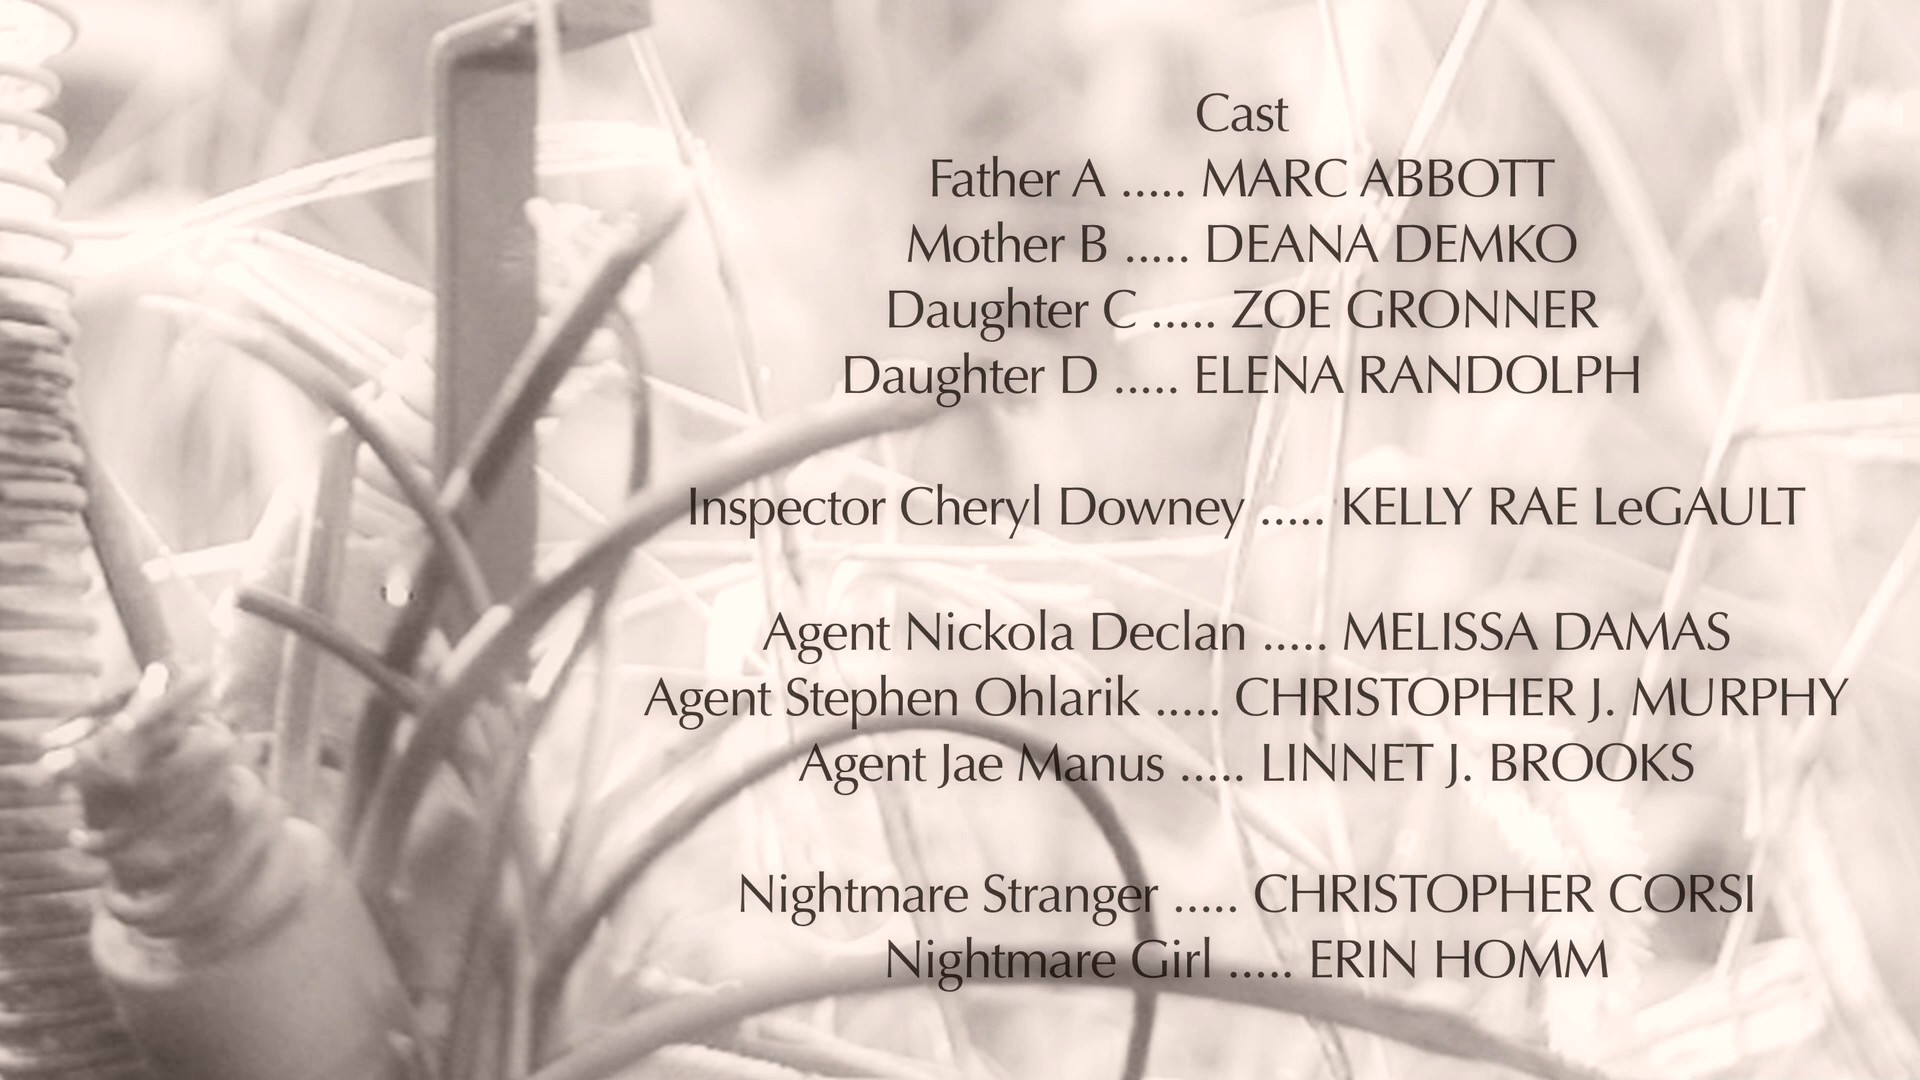 Cast
Father A ..... MARC ABBOTT
Mother B ..... DEANA DEMKO
Daughter C ..... ZOE GRONNER
Daughter D ..... ELENA RANDOLPH
Inspector Cheryl Downey ..... KELLY RAE LeGAULT
Agent Nickola Declan ..... MELISSA DAMAS
Agent Stephen Ohlarik ..... CHRISTOPHER J. MURPHY
Agent Jae Manus ..... LINNET J. BROOKS
Nightmare Stranger ..... CHRISTOPHER CORSI
Nightmare Girl ..... ERIN HOMM